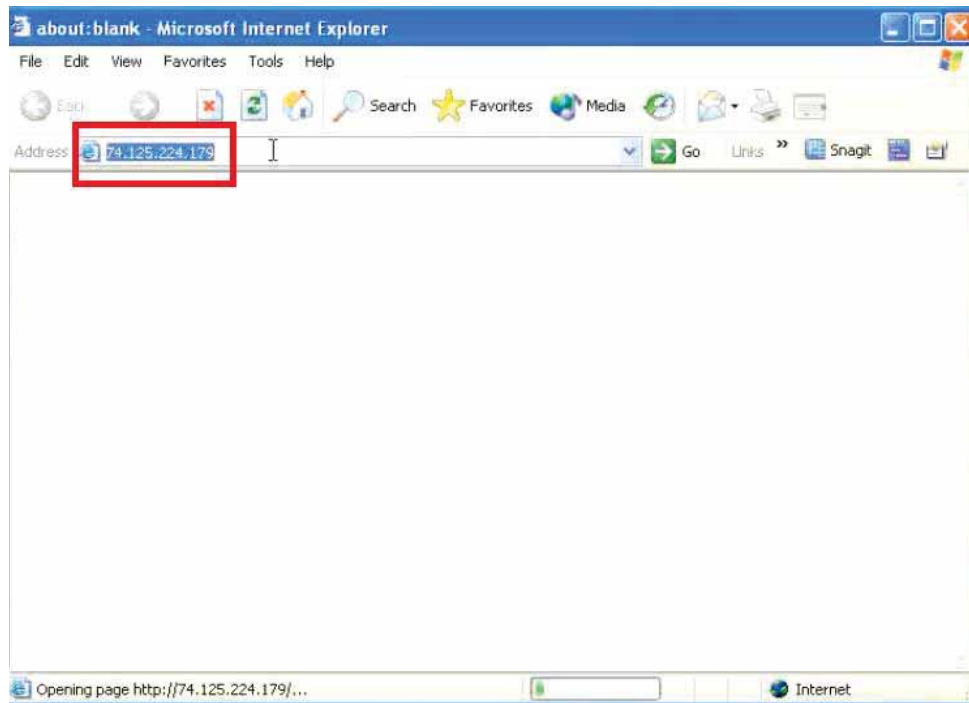 about:blank - Microsoft Internet Explorer
File Edit View Favorites Tools Help
Back Search Favorites Media
Address 74.125.224.179 Go Links » Snagit
Opening page http://74.125.224.179/... Internet